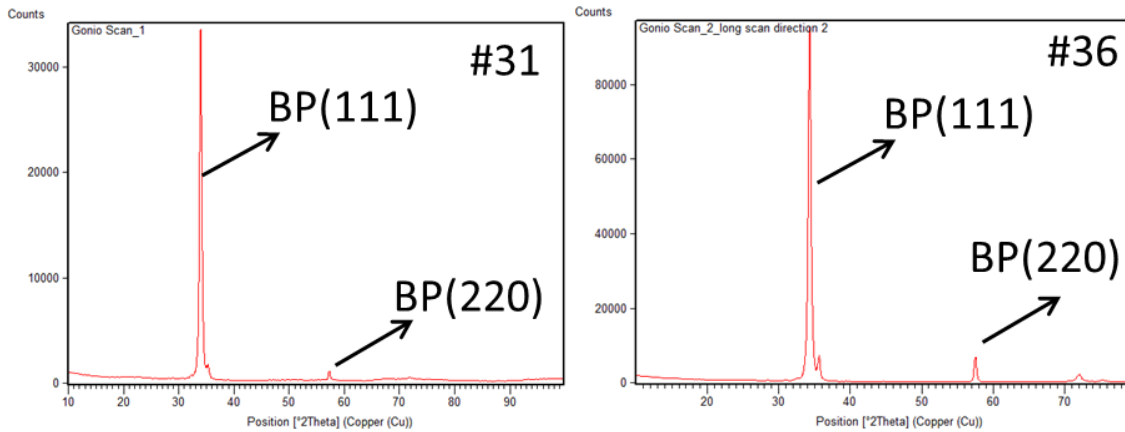 Counts
Gonio Scan_1
#31
30000
BP(111)
20000
10000
BP(220)
0
10 20 30 40 50 60 70 80 90
Position [°2Theta] (Copper (Cu))
Counts
Gonio Scan_2_long scan direction 2
#36
80000
BP(111)
60000
40000
BP(220)
20000
0
20 30 40 50 60 70
Position [°2Theta] (Copper (Cu))